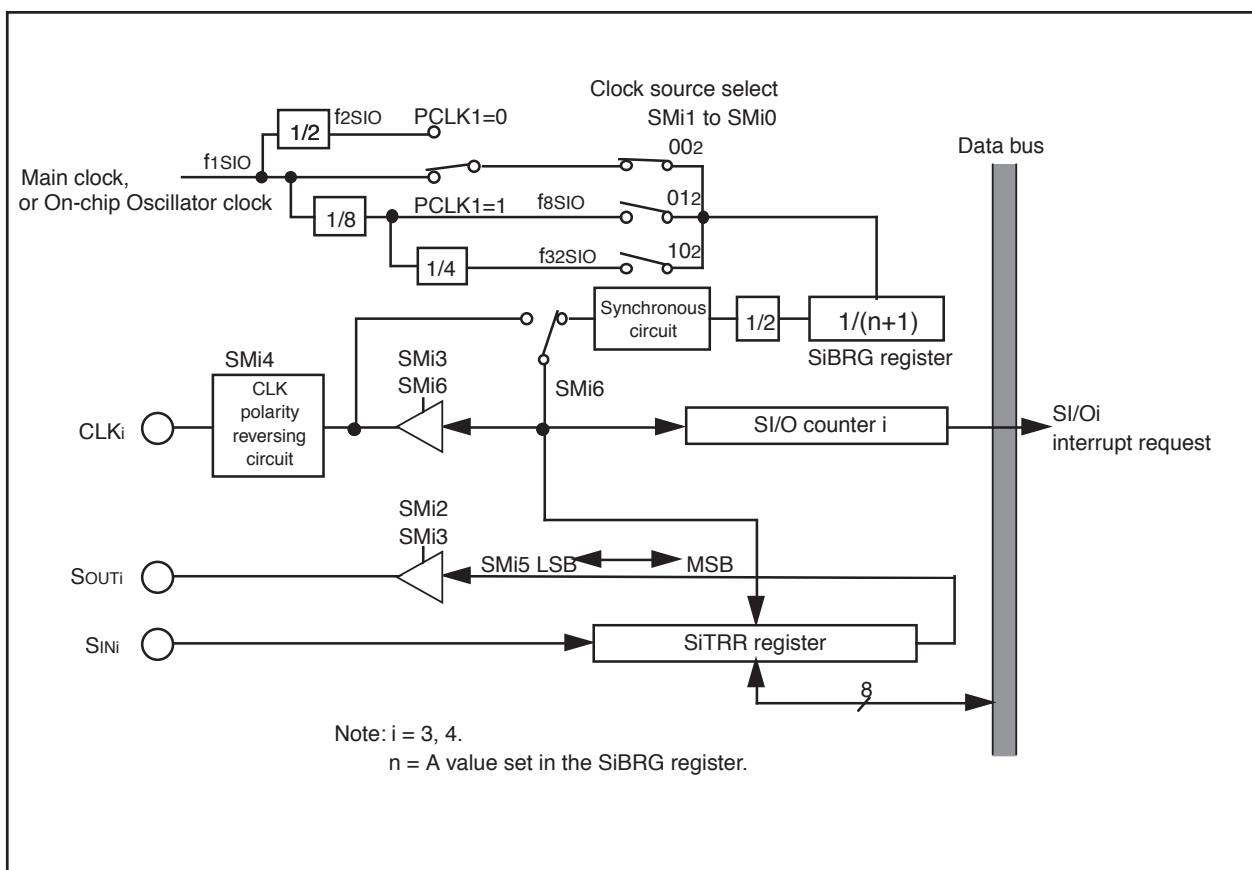 Clock source select
SMi1 to SMi0
f2SIO
PCLK1=0
1/2
002
Data bus
f1SIO
Main clock,
or On-chip Oscillator clock
1/8
PCLK1=1
f8SIO
012
1/4
f32SIO
102
Synchronous
circuit
1/2
1/(n+1)
SiBRG register
SMi4
SMi3
SMi6
SMi6
CLKi
CLK
polarity
reversing
circuit
SI/O counter i
SI/Oi
interrupt request
SMi2
SMi3
SMi5 LSB
MSB
SOUTi
SINi
SiTRR register
8
Note: i = 3, 4.
n = A value set in the SiBRG register.